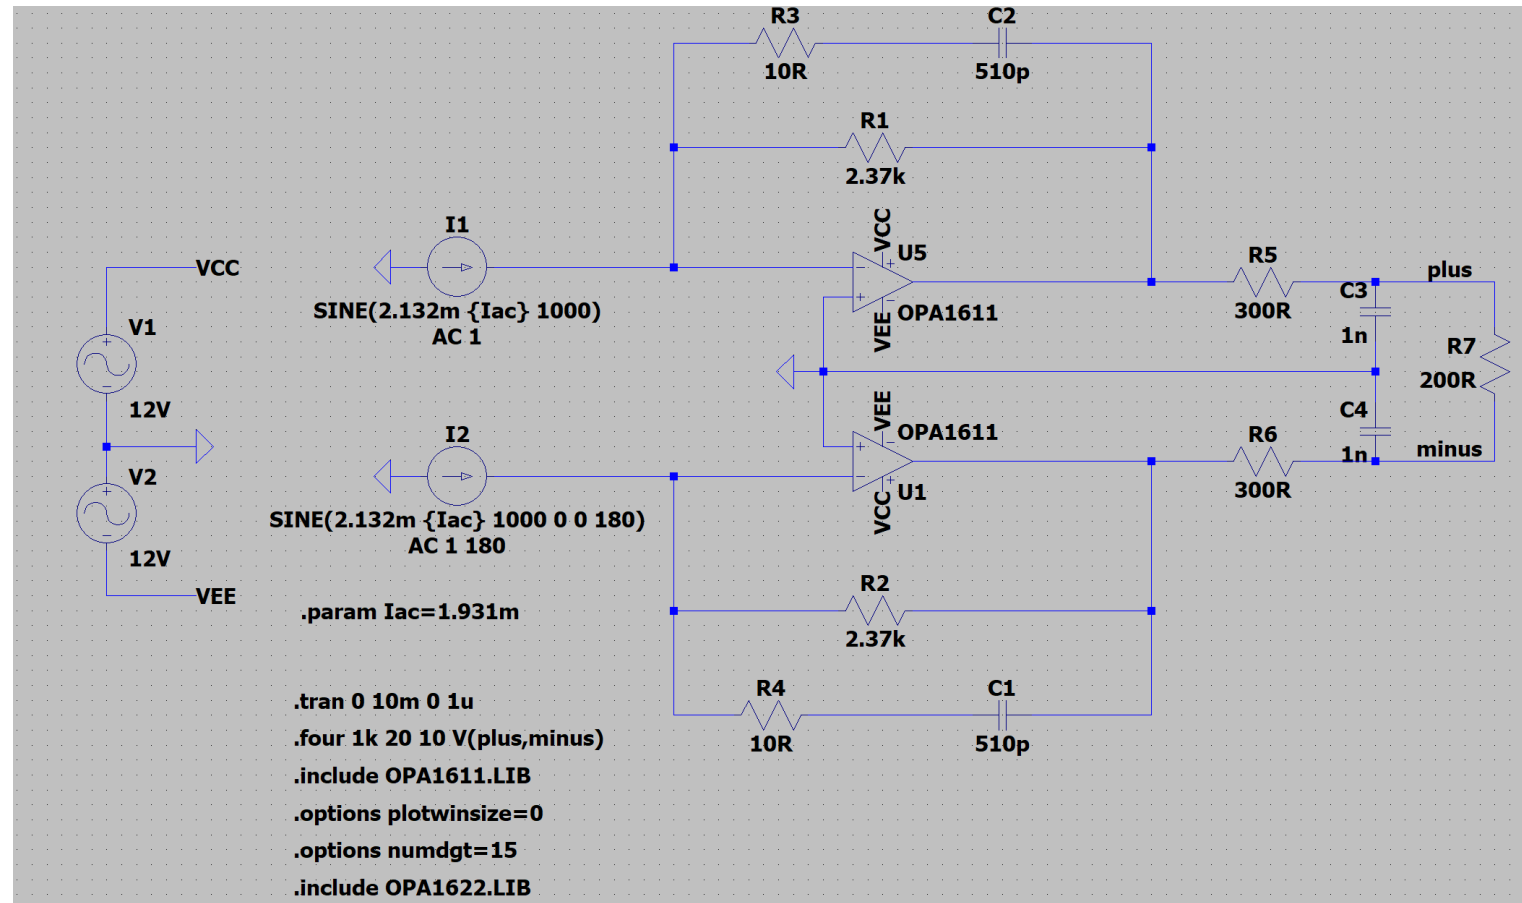 R3
C2
10R
510p
R1
2.37k
I1
VCC
U5
VCC
R5
plus
C3
SINE(2.132m {Iac} 1000)
AC 1
VEE
OPA1611
300R
V1
1n
R7
200R
12V
C4
VEE
OPA1611
I2
R6
minus
1n
V2
VCC
U1
300R
SINE(2.132m {Iac} 1000 0 0 180)
AC 1 180
12V
R2
VEE
.param Iac=1.931m
2.37k
R4
C1
.tran 0 10m 0 1u
.four 1k 20 10 V(plus,minus)
10R
510p
.include OPA1611.LIB
.options plotwinsize=0
.options numdgt=15
.include OPA1622.LIB